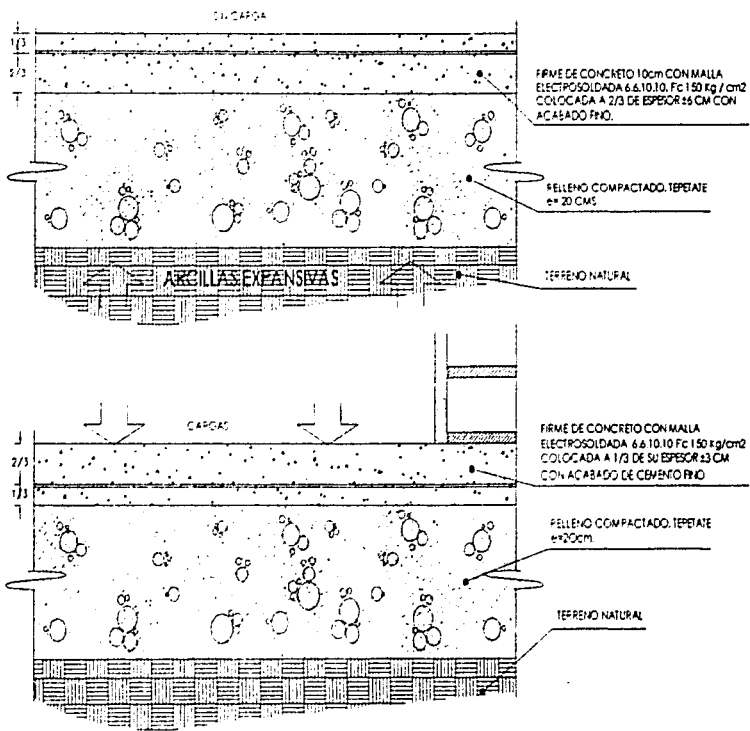 SIN CARGA
1/3
2/3
FIRME DE CONCRETO 10cm CON MALLA
ELECTROSOLDADA 6.6.10.10. Fc 150 Kg / cm2
COLOCADA A 2/3 DE ESPESOR ±6 CM CON
ACABADO FINO.
RELLENO COMPACTADO. TEPETATE
e= 20 CMS
ARCILLAS EXPANSIVAS
TERRENO NATURAL
CARGAS
2/3
1/3
FIRME DE CONCRETO CON MALLA
ELECTROSOLDADA 6.6.10.10 Fc 150 kg/cm2
COLOCADA A 1/3 DE SU ESPESOR ±3 CM
CON ACABADO DE CEMENTO FINO
RELLENO COMPACTADO. TEPETATE
e=20cm.
TERRENO NATURAL